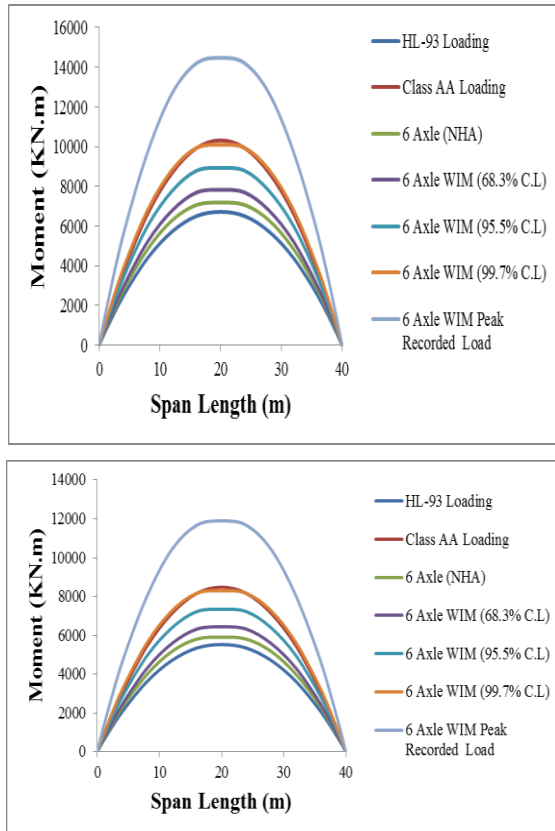 16000
14000
12000
10000
8000
6000
4000
2000
0
Moment (KN.m)
0 10 20 30 40
Span Length (m)
HL-93 Loading
Class AA Loading
6 Axle (NHA)
6 Axle WIM (68.3% C.L)
6 Axle WIM (95.5% C.L)
6 Axle WIM (99.7% C.L)
6 Axle WIM Peak
Recorded Load
14000
12000
10000
8000
6000
4000
2000
0
Moment (KN.m)
0 10 20 30 40
Span Length (m)
HL-93 Loading
Class AA Loading
6 Axle (NHA)
6 Axle WIM (68.3% C.L)
6 Axle WIM (95.5% C.L)
6 Axle WIM (99.7% C.L)
6 Axle WIM Peak
Recorded Load